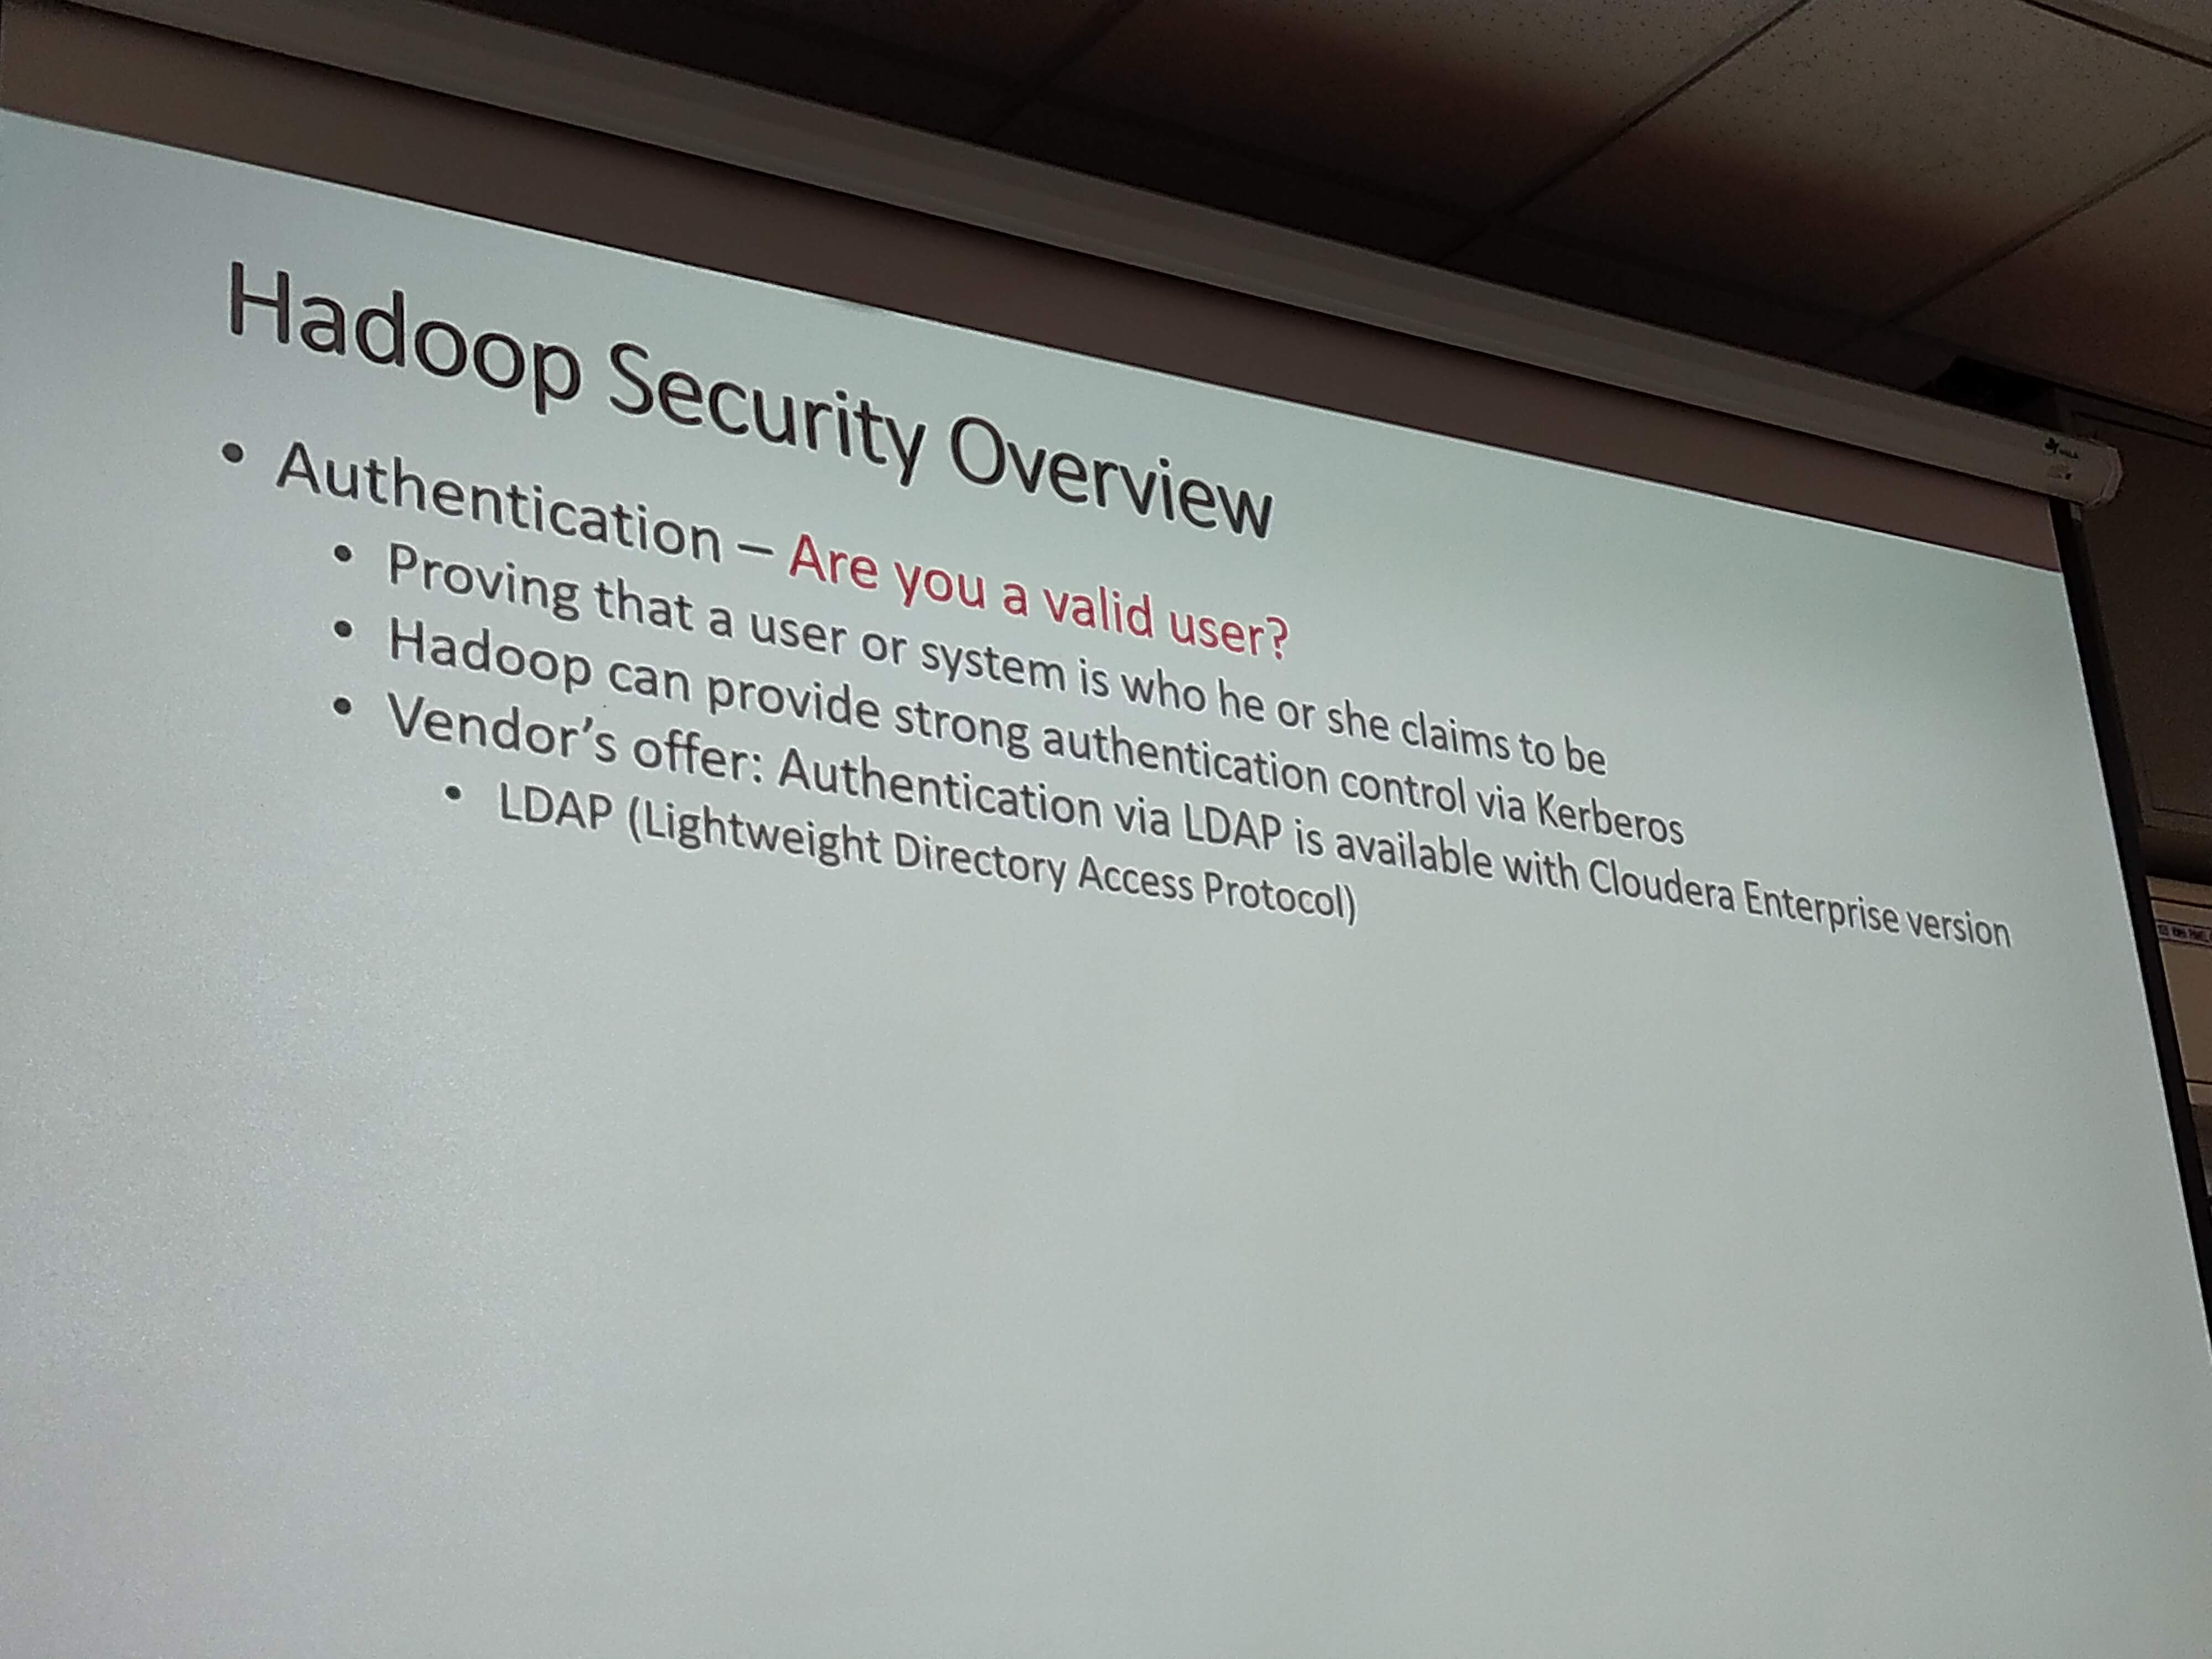 Hadoop Security Overview
• Authentication – Are you a valid user?
• Proving that a user or system is who he or she claims to be
• Hadoop can provide strong authentication control via Kerberos
• Vendor’s offer: Authentication via LDAP is available with Cloudera Enterprise version
• LDAP (Lightweight Directory Access Protocol)